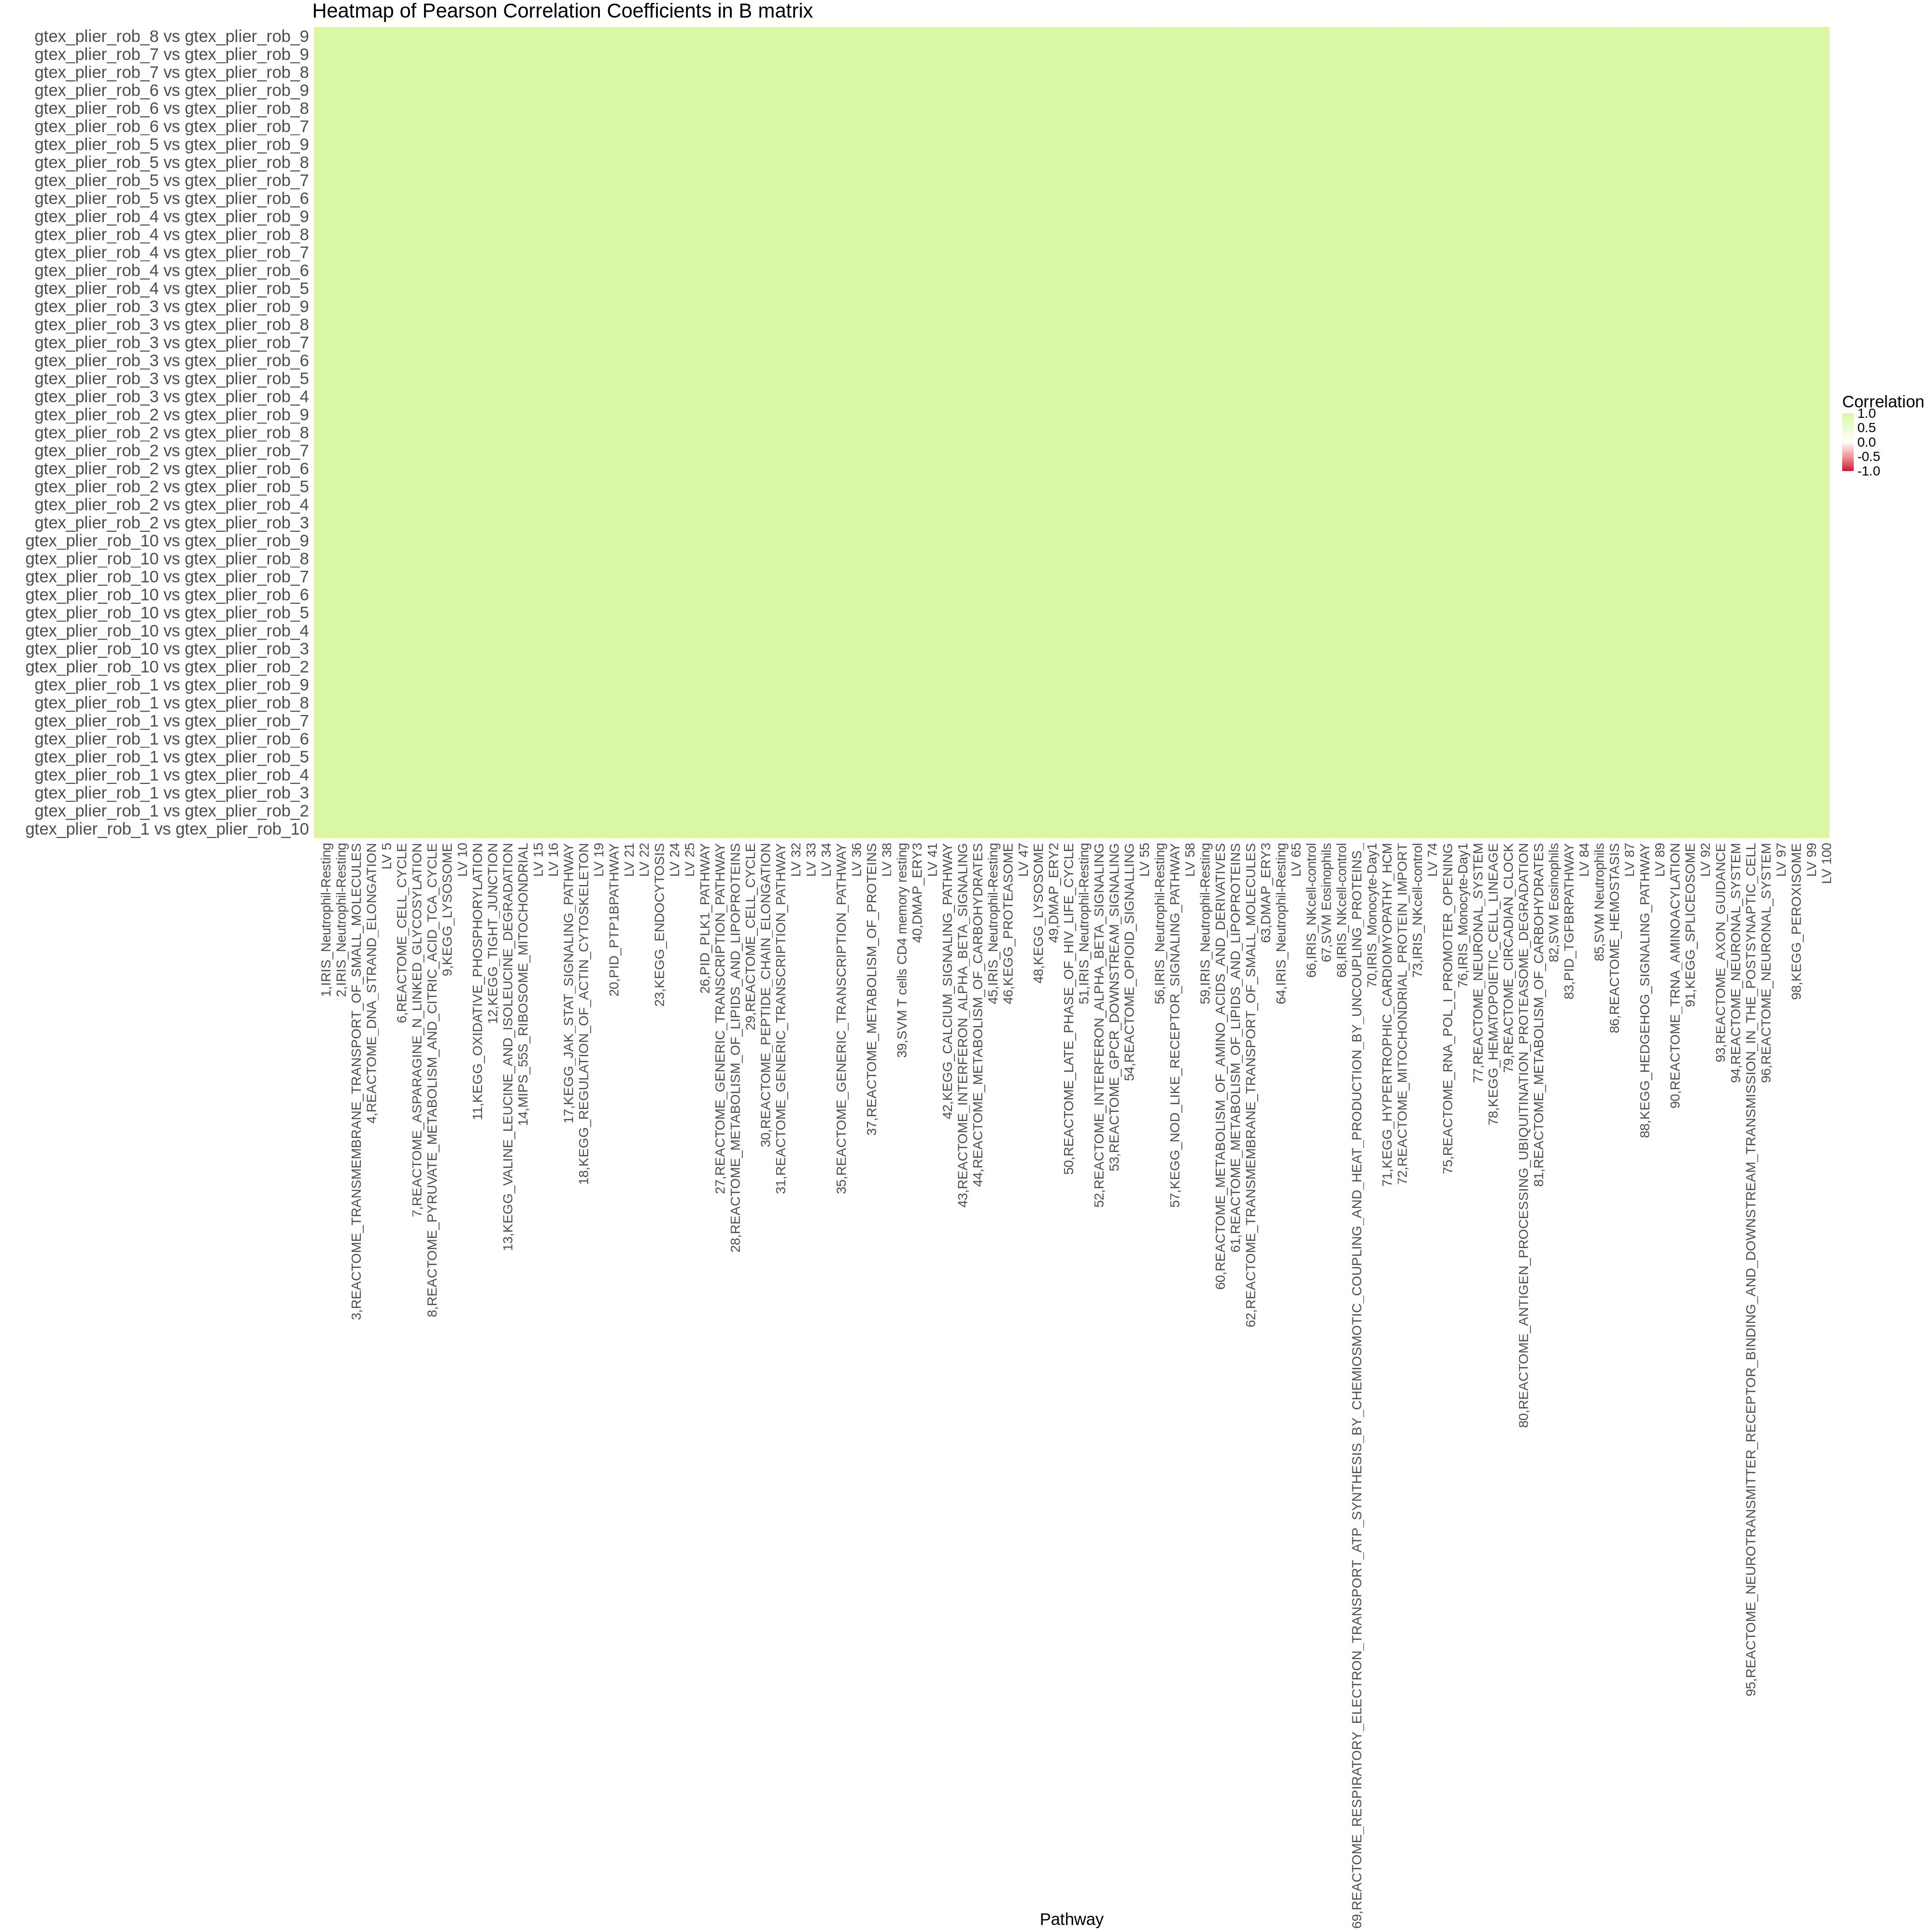 Heatmap of Pearson Correlation Coefficients in B matrix
gtex_plier_rob_8 vs gtex_plier_rob_9
gtex_plier_rob_7 vs gtex_plier_rob_9
gtex_plier_rob_7 vs gtex_plier_rob_8
gtex_plier_rob_6 vs gtex_plier_rob_9
gtex_plier_rob_6 vs gtex_plier_rob_8
gtex_plier_rob_6 vs gtex_plier_rob_7
gtex_plier_rob_5 vs gtex_plier_rob_9
gtex_plier_rob_5 vs gtex_plier_rob_8
gtex_plier_rob_5 vs gtex_plier_rob_7
gtex_plier_rob_5 vs gtex_plier_rob_6
gtex_plier_rob_4 vs gtex_plier_rob_9
gtex_plier_rob_4 vs gtex_plier_rob_8
gtex_plier_rob_4 vs gtex_plier_rob_7
gtex_plier_rob_4 vs gtex_plier_rob_6
gtex_plier_rob_4 vs gtex_plier_rob_5
gtex_plier_rob_3 vs gtex_plier_rob_9
gtex_plier_rob_3 vs gtex_plier_rob_8
gtex_plier_rob_3 vs gtex_plier_rob_7
gtex_plier_rob_3 vs gtex_plier_rob_6
gtex_plier_rob_3 vs gtex_plier_rob_5
gtex_plier_rob_3 vs gtex_plier_rob_4
gtex_plier_rob_2 vs gtex_plier_rob_9
gtex_plier_rob_2 vs gtex_plier_rob_8
gtex_plier_rob_2 vs gtex_plier_rob_7
gtex_plier_rob_2 vs gtex_plier_rob_6
gtex_plier_rob_2 vs gtex_plier_rob_5
gtex_plier_rob_2 vs gtex_plier_rob_4
gtex_plier_rob_2 vs gtex_plier_rob_3
gtex_plier_rob_10 vs gtex_plier_rob_9
gtex_plier_rob_10 vs gtex_plier_rob_8
gtex_plier_rob_10 vs gtex_plier_rob_7
gtex_plier_rob_10 vs gtex_plier_rob_6
gtex_plier_rob_10 vs gtex_plier_rob_5
gtex_plier_rob_10 vs gtex_plier_rob_4
gtex_plier_rob_10 vs gtex_plier_rob_3
gtex_plier_rob_10 vs gtex_plier_rob_2
gtex_plier_rob_1 vs gtex_plier_rob_9
gtex_plier_rob_1 vs gtex_plier_rob_8
gtex_plier_rob_1 vs gtex_plier_rob_7
gtex_plier_rob_1 vs gtex_plier_rob_6
gtex_plier_rob_1 vs gtex_plier_rob_5
gtex_plier_rob_1 vs gtex_plier_rob_4
gtex_plier_rob_1 vs gtex_plier_rob_3
gtex_plier_rob_1 vs gtex_plier_rob_2
gtex_plier_rob_1 vs gtex_plier_rob_10
1,IRIS_Neutrophil-Resting
2,IRIS_Neutrophil-Resting
3,REACTOME_TRANSMEMBRANE_TRANSPORT_OF_SMALL_MOLECULES
4,REACTOME_DNA_STRAND_ELONGATION
LV 5
6,REACTOME_CELL_CYCLE
7,REACTOME_ASPARAGINE_N_LINKED_GLYCOSYLATION
8,REACTOME_PYRUVATE_METABOLISM_AND_CITRIC_ACID_TCA_CYCLE
9,KEGG_LYSOSOME
LV 10
11,KEGG_OXIDATIVE_PHOSPHORYLATION
12,KEGG_TIGHT_JUNCTION
13,KEGG_VALINE_LEUCINE_AND_ISOLEUCINE_DEGRADATION
14,MIPS_55S_RIBOSOME_MITOCHONDRIAL
LV 15
LV 16
17,KEGG_JAK_STAT_SIGNALING_PATHWAY
18,KEGG_REGULATION_OF_ACTIN_CYTOSKELETON
LV 19
20,PID_PTP1BPATHWAY
LV 21
LV 22
23,KEGG_ENDOCYTOSIS
LV 24
LV 25
26,PID_PLK1_PATHWAY
27,REACTOME_GENERIC_TRANSCRIPTION_PATHWAY
28,REACTOME_METABOLISM_OF_LIPIDS_AND_LIPOPROTEINS
29,REACTOME_CELL_CYCLE
30,REACTOME_PEPTIDE_CHAIN_ELONGATION
31,REACTOME_GENERIC_TRANSCRIPTION_PATHWAY
LV 32
LV 33
LV 34
35,REACTOME_GENERIC_TRANSCRIPTION_PATHWAY
LV 36
37,REACTOME_METABOLISM_OF_PROTEINS
LV 38
39,SVM T cells CD4 memory resting
40,DMAP_ERY3
LV 41
42,KEGG_CALCIUM_SIGNALING_PATHWAY
43,REACTOME_INTERFERON_ALPHA_BETA_SIGNALING
44,REACTOME_METABOLISM_OF_CARBOHYDRATES
45,IRIS_Neutrophil-Resting
46,KEGG_PROTEASOME
LV 47
48,KEGG_LYSOSOME
49,DMAP_ERY2
50,REACTOME_LATE_PHASE_OF_HIV_LIFE_CYCLE
51,IRIS_Neutrophil-Resting
52,REACTOME_INTERFERON_ALPHA_BETA_SIGNALING
53,REACTOME_GPCR_DOWNSTREAM_SIGNALING
54,REACTOME_OPIOID_SIGNALLING
LV 55
56,IRIS_Neutrophil-Resting
57,KEGG_NOD_LIKE_RECEPTOR_SIGNALING_PATHWAY
LV 58
59,IRIS_Neutrophil-Resting
60,REACTOME_METABOLISM_OF_AMINO_ACIDS_AND_DERIVATIVES
61,REACTOME_METABOLISM_OF_LIPIDS_AND_LIPOPROTEINS
62,REACTOME_TRANSMEMBRANE_TRANSPORT_OF_SMALL_MOLECULES
63,DMAP_ERY3
64,IRIS_Neutrophil-Resting
LV 65
66,IRIS_NKcell-control
67,SVM Eosinophils
68,IRIS_NKcell-control
69,REACTOME_RESPIRATORY_ELECTRON_TRANSPORT_ATP_SYNTHESIS_BY_CHEMIOSMOTIC_COUPLING_AND_HEAT_PRODUCTION_BY_UNCOUPLING_PROTEINS_
70,IRIS_Monocyte-Day1
71,KEGG_HYPERTROPHIC_CARDIOMYOPATHY_HCM
72,REACTOME_MITOCHONDRIAL_PROTEIN_IMPORT
73,IRIS_NKcell-control
LV 74
75,REACTOME_RNA_POL_I_PROMOTER_OPENING
76,IRIS_Monocyte-Day1
77,REACTOME_NEURONAL_SYSTEM
78,KEGG_HEMATOPOIETIC_CELL_LINEAGE
79,REACTOME_CIRCADIAN_CLOCK
80,REACTOME_ANTIGEN_PROCESSING_UBIQUITINATION_PROTEASOME_DEGRADATION
81,REACTOME_METABOLISM_OF_CARBOHYDRATES
82,SVM Eosinophils
83,PID_TGFBRPATHWAY
LV 84
85,SVM Neutrophils
86,REACTOME_HEMOSTASIS
LV 87
88,KEGG_HEDGEHOG_SIGNALING_PATHWAY
LV 89
90,REACTOME_TRNA_AMINOACYLATION
91,KEGG_SPLICEOSOME
LV 92
93,REACTOME_AXON_GUIDANCE
94,REACTOME_NEURONAL_SYSTEM
95,REACTOME_NEUROTRANSMITTER_RECEPTOR_BINDING_AND_DOWNSTREAM_TRANSMISSION_IN_THE_POSTSYNAPTIC_CELL
96,REACTOME_NEURONAL_SYSTEM
LV 97
98,KEGG_PEROXISOME
LV 99
LV 100
Pathway
Correlation
1.0
0.5
0.0
-0.5
-1.0